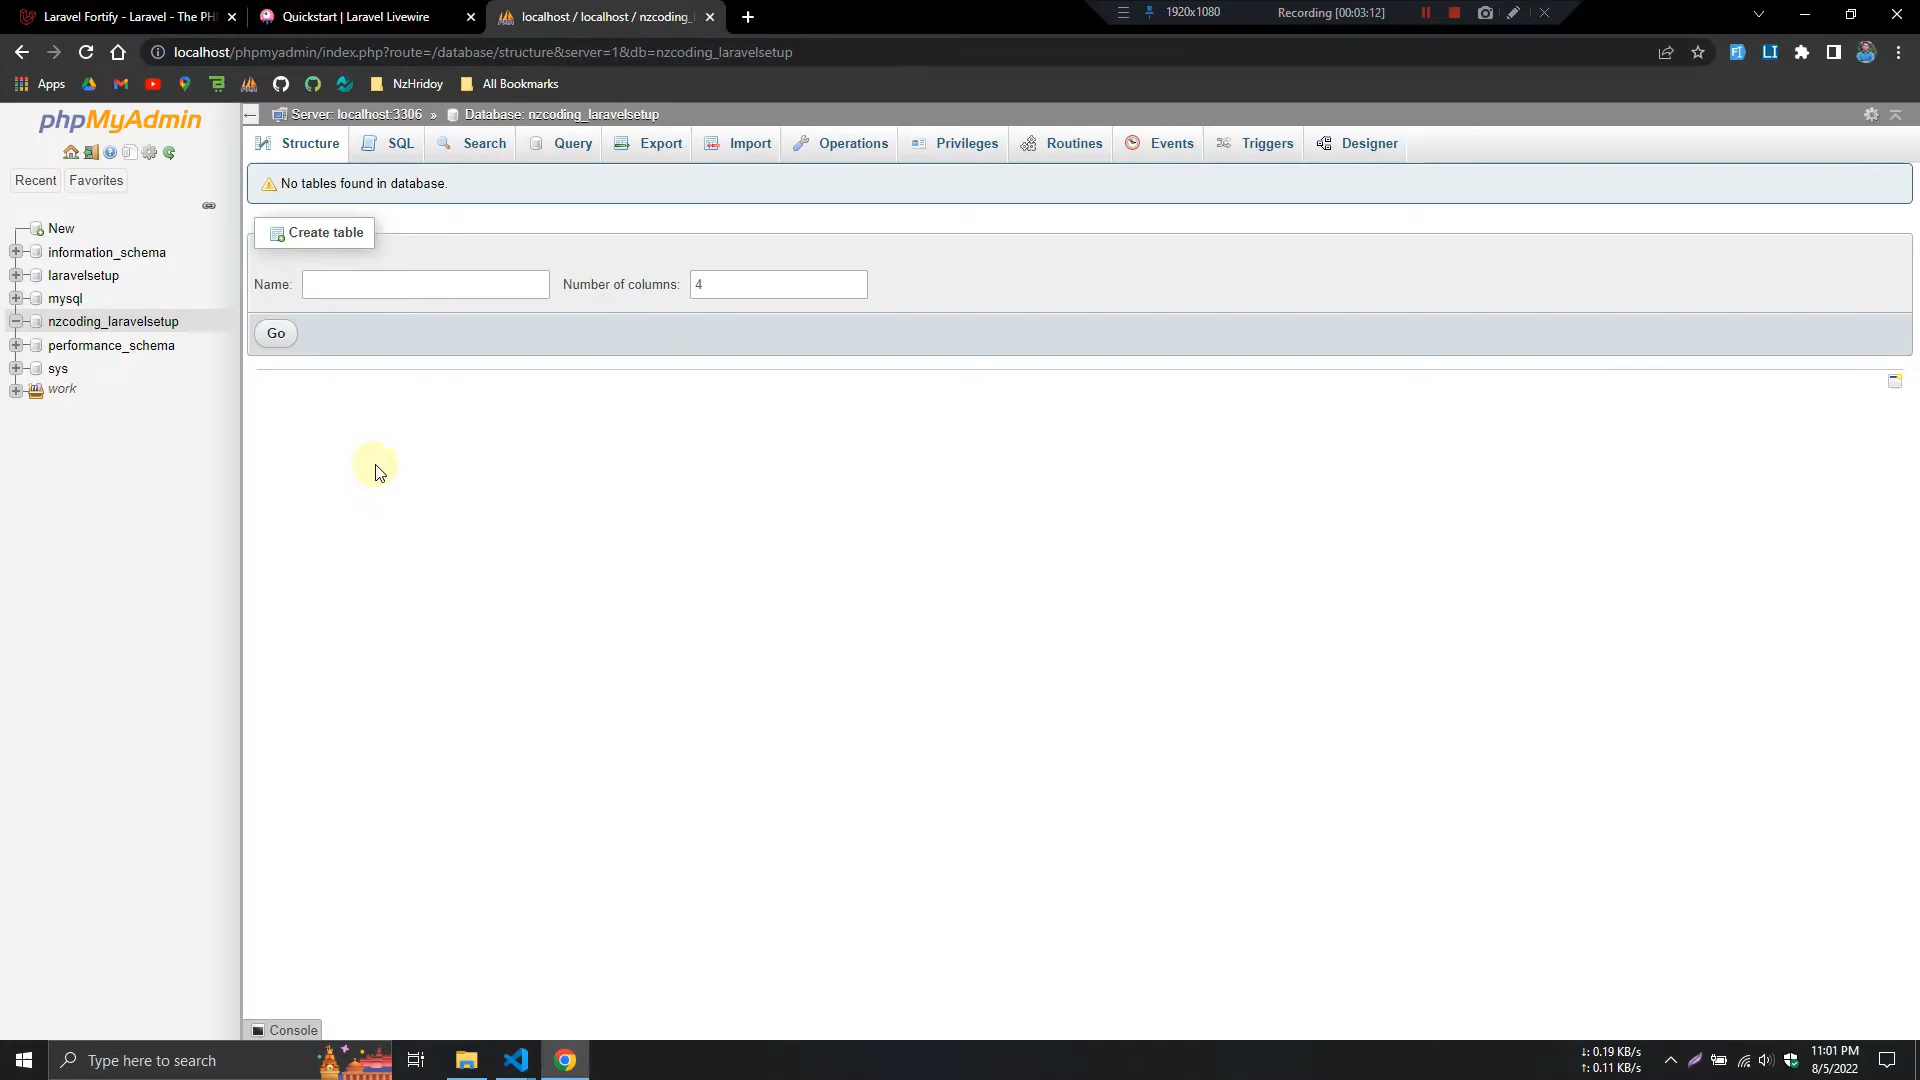 Laravel Fortify - Laravel - The PH
Quickstart | Laravel Livewire
localhost / localhost / nzcoding_
1920x1080
Recording [00:03:12]
localhost/phpmyadmin/index.php?route=/database/structure&server=1&db=nzcoding_laravelsetup
Apps
NzHridoy
All Bookmarks
phpMyAdmin
Recent
Favorites
New
information_schema
laravelsetup
mysql
nzcoding_laravelsetup
performance_schema
sys
work
Server: localhost:3306 » Database: nzcoding_laravelsetup
Structure
SQL
Search
Query
Export
Import
Operations
Privileges
Routines
Events
Triggers
Designer
No tables found in database.
Create table
Name:
Number of columns: 4
Go
Console
Type here to search
↓: 0.19 KB/s
↑: 0.11 KB/s
11:01 PM
8/5/2022